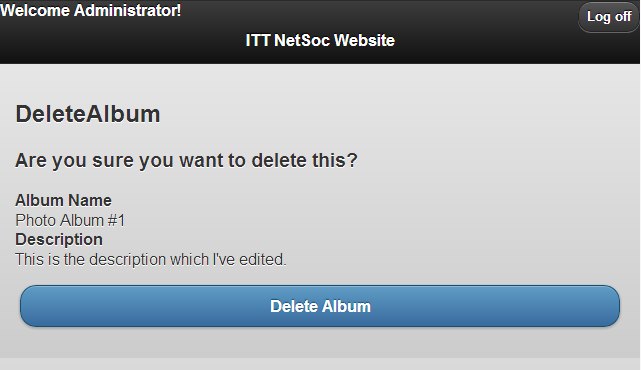 Welcome Administrator!
Log off
ITT NetSoc Website
DeleteAlbum
Are you sure you want to delete this?
Album Name
Photo Album #1
Description
This is the description which I've edited.
Delete Album